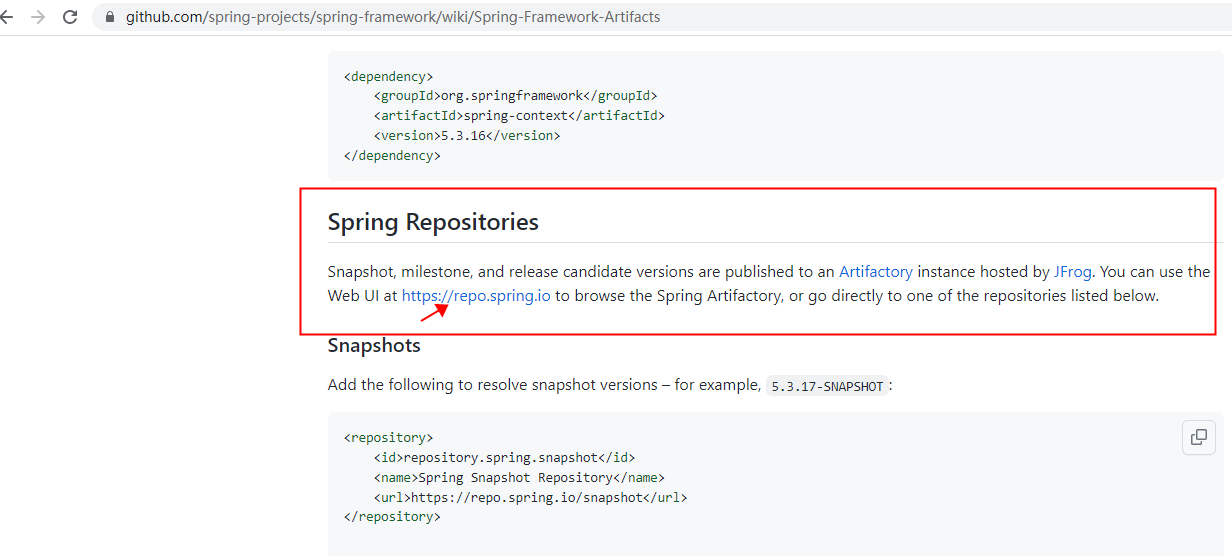 github.com/spring-projects/spring-framework/wiki/Spring-Framework-Artifacts
<dependency>
    <groupId>org.springframework</groupId>
    <artifactId>spring-context</artifactId>
    <version>5.3.16</version>
</dependency>
Spring Repositories
Snapshot, milestone, and release candidate versions are published to an Artifactory instance hosted by JFrog. You can use the
Web UI at https://repo.spring.io to browse the Spring Artifactory, or go directly to one of the repositories listed below.
Snapshots
Add the following to resolve snapshot versions – for example, 5.3.17-SNAPSHOT:
<repository>
    <id>repository.spring.snapshot</id>
    <name>Spring Snapshot Repository</name>
    <url>https://repo.spring.io/snapshot</url>
</repository>